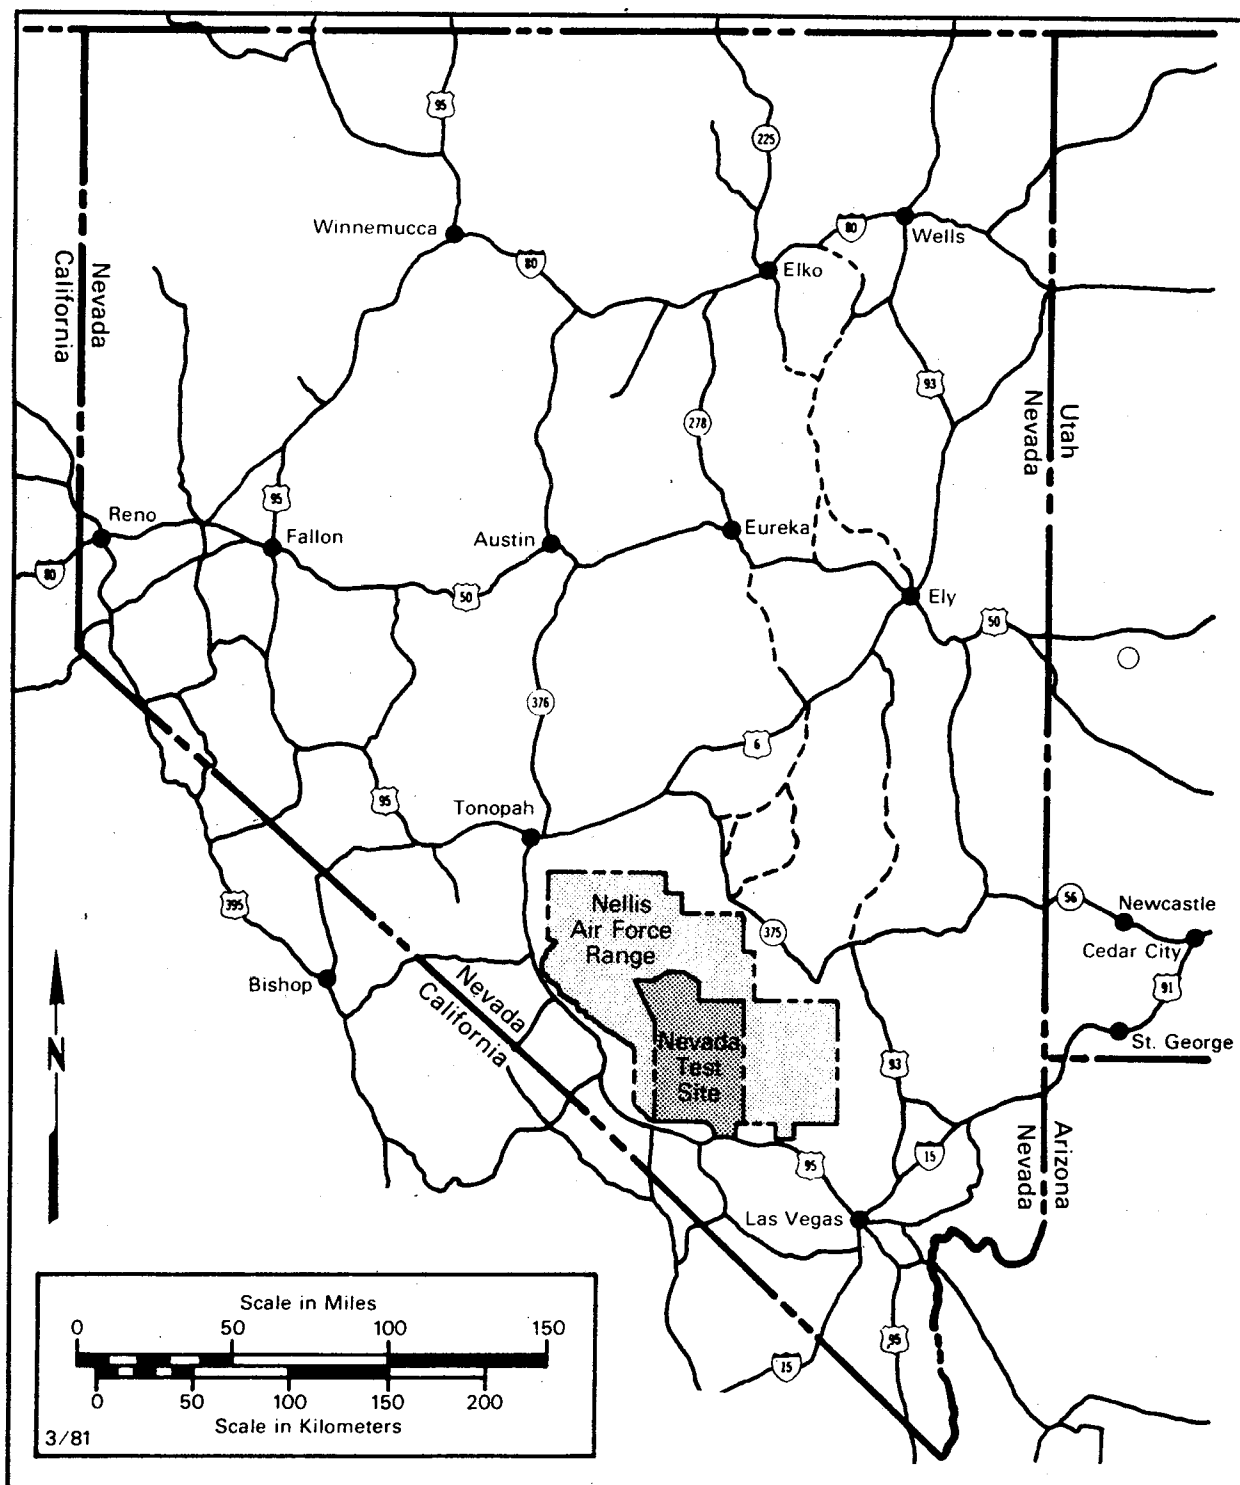 95
225
Winnemucca
80
80
Wells
Elko
Nevada
California
93
Utah
Nevada
278
95
Reno
Fallon
Austin
Eureka
80
50
Ely
50
376
6
95
Tonopah
395
Nellis
Air Force
Range
375
56
Newcastle
Cedar City
91
Bishop
Nevada
California
St. George
Nevada
Test
Site
93
Arizona
Nevada
N
15
95
Las Vegas
95
15
Scale in Miles
0 50 100 150
0 50 100 150 200
Scale in Kilometers
3/81